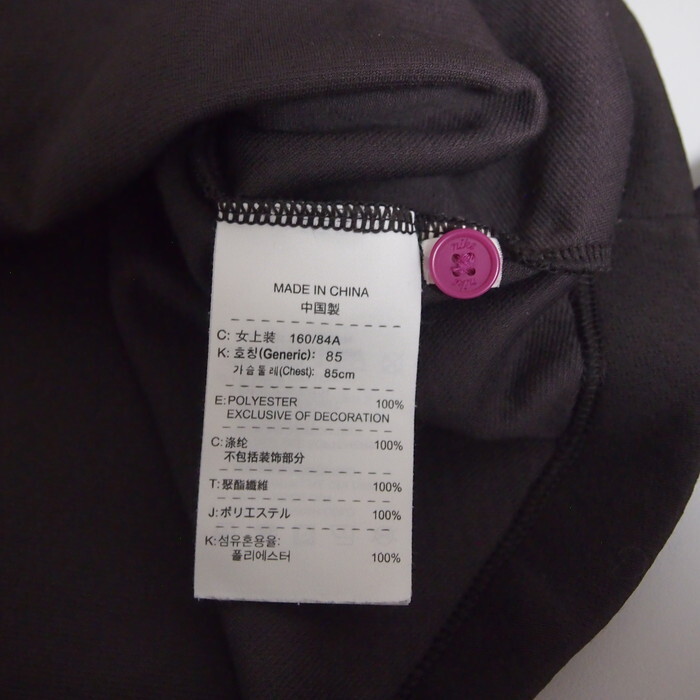 MADE IN CHINA
中国製
C: 女上装 160/84A
K: 호칭(Generic): 85
가슴둘레(Chest): 85cm
E: POLYESTER 100%
EXCLUSIVE OF DECORATION
C: 涤纶 100%
不包括装饰部分
T: 聚酯纖維 100%
J: ポリエステル 100%
K: 섬유혼용율:
폴리에스터 100%
nike